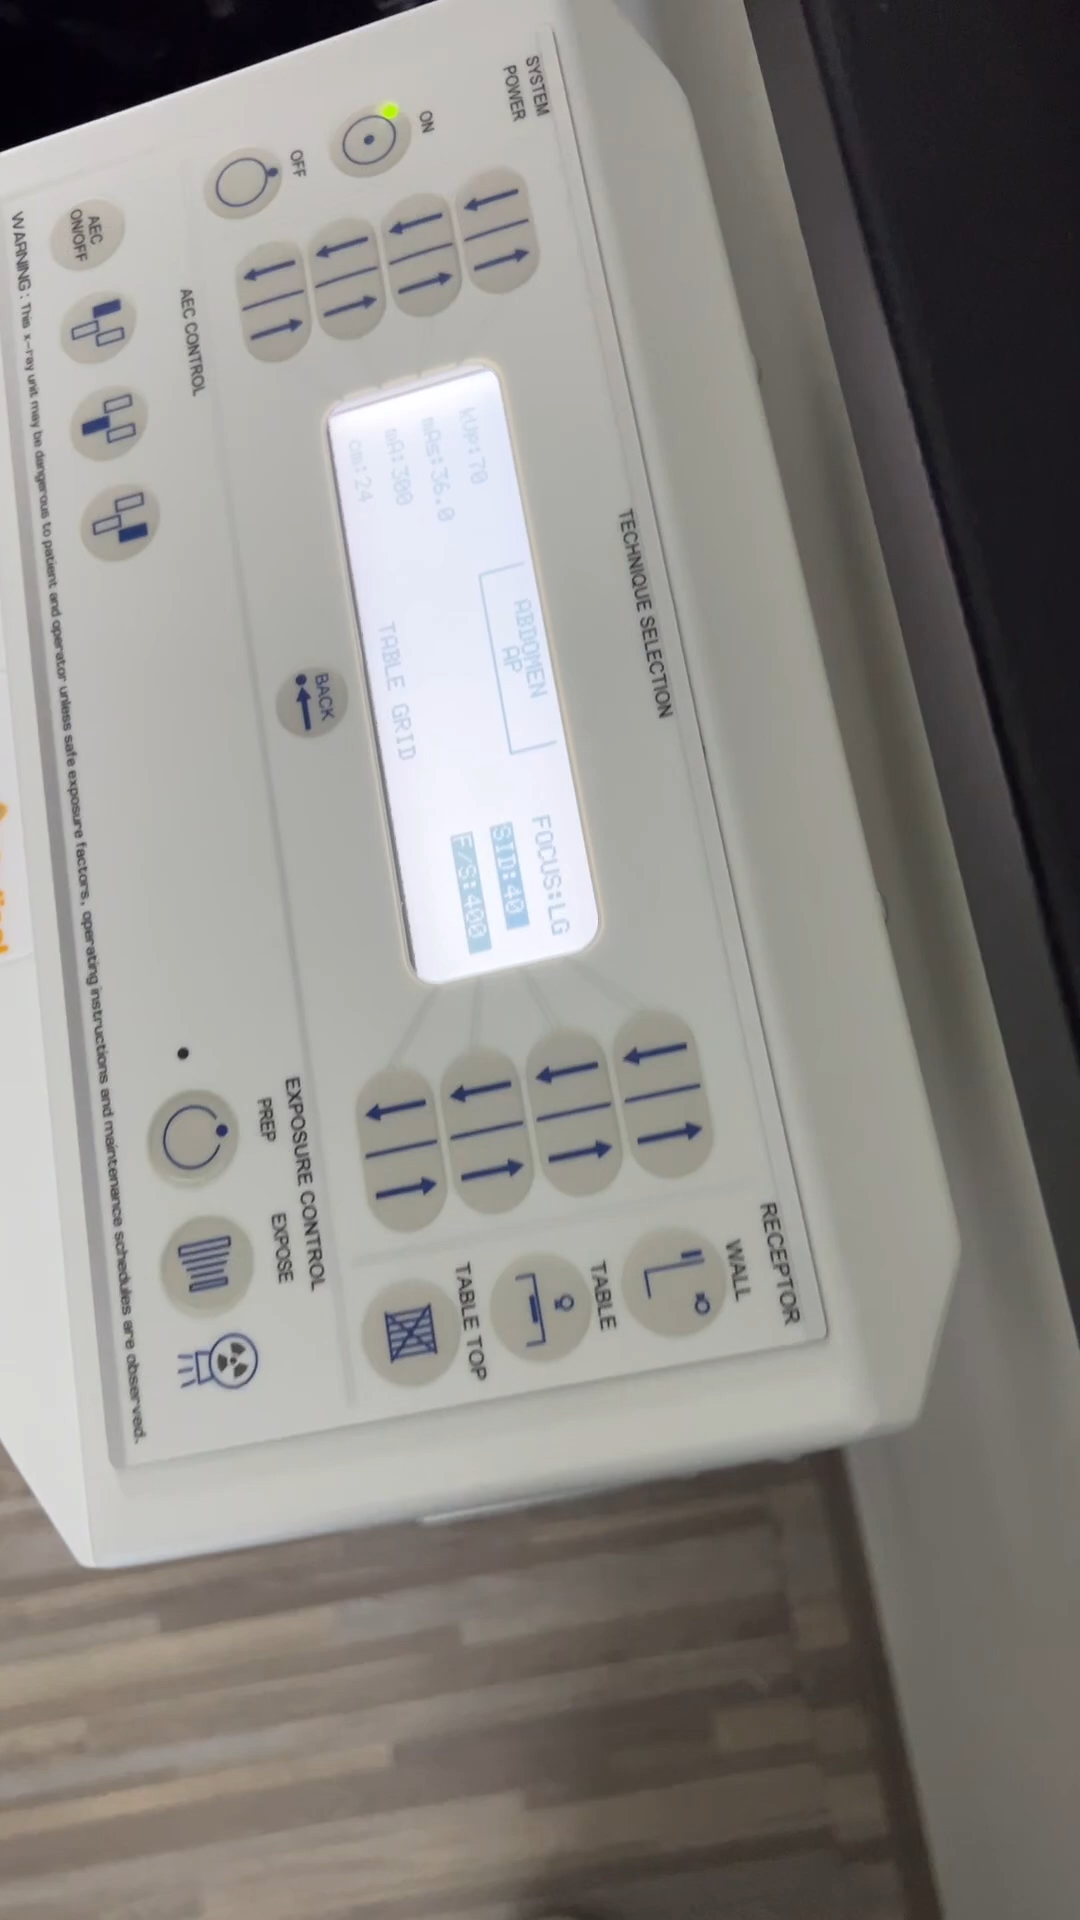 SYSTEM
POWER
ON
OFF
TECHNIQUE SELECTION
kVP:70
mAs:36.0
mA:300
cm:24
ABDOMEN
AP
TABLE GRID
FOCUS:LG
SID:40
F/S:400
BACK
RECEPTOR
WALL
TABLE
TABLE TOP
AEC CONTROL
AEC
ON/OFF
EXPOSURE CONTROL
PREP
EXPOSE
WARNING: This x-ray unit may be dangerous to patient and operator unless safe exposure factors, operating instructions and maintenance schedules are observed.